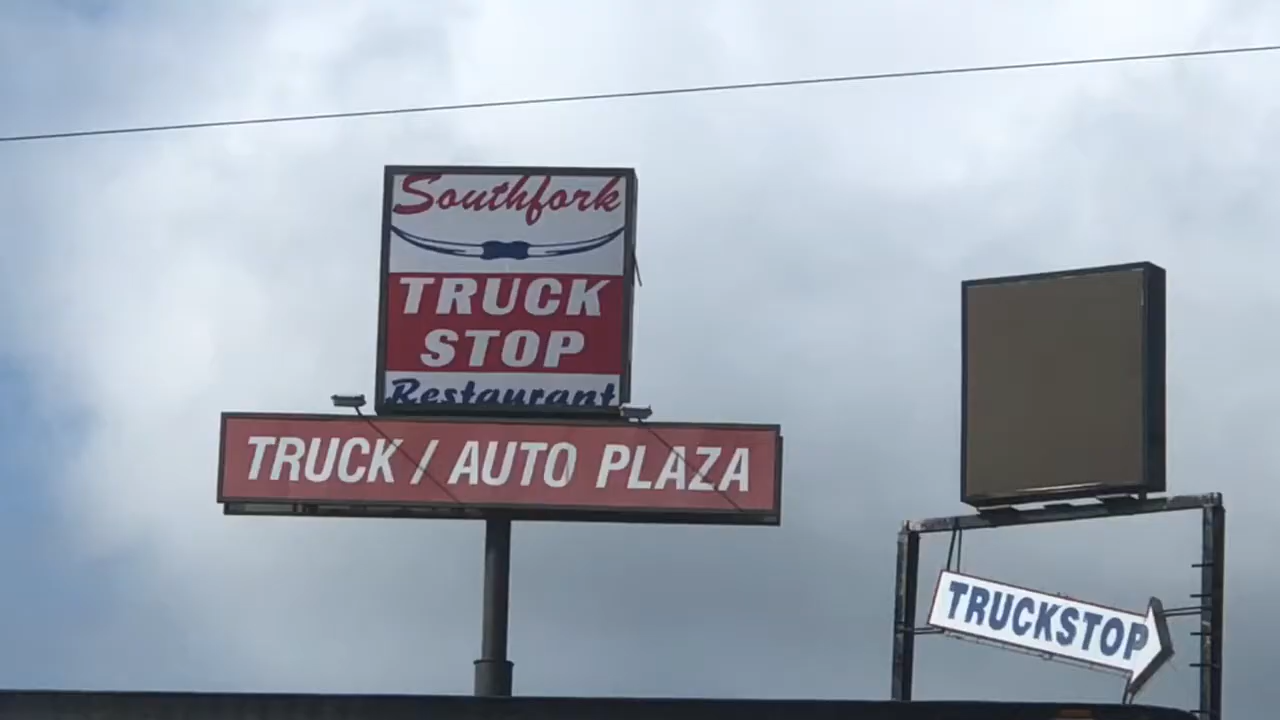 Southfork
TRUCK
STOP
Restaurant
TRUCK / AUTO PLAZA
TRUCKSTOP